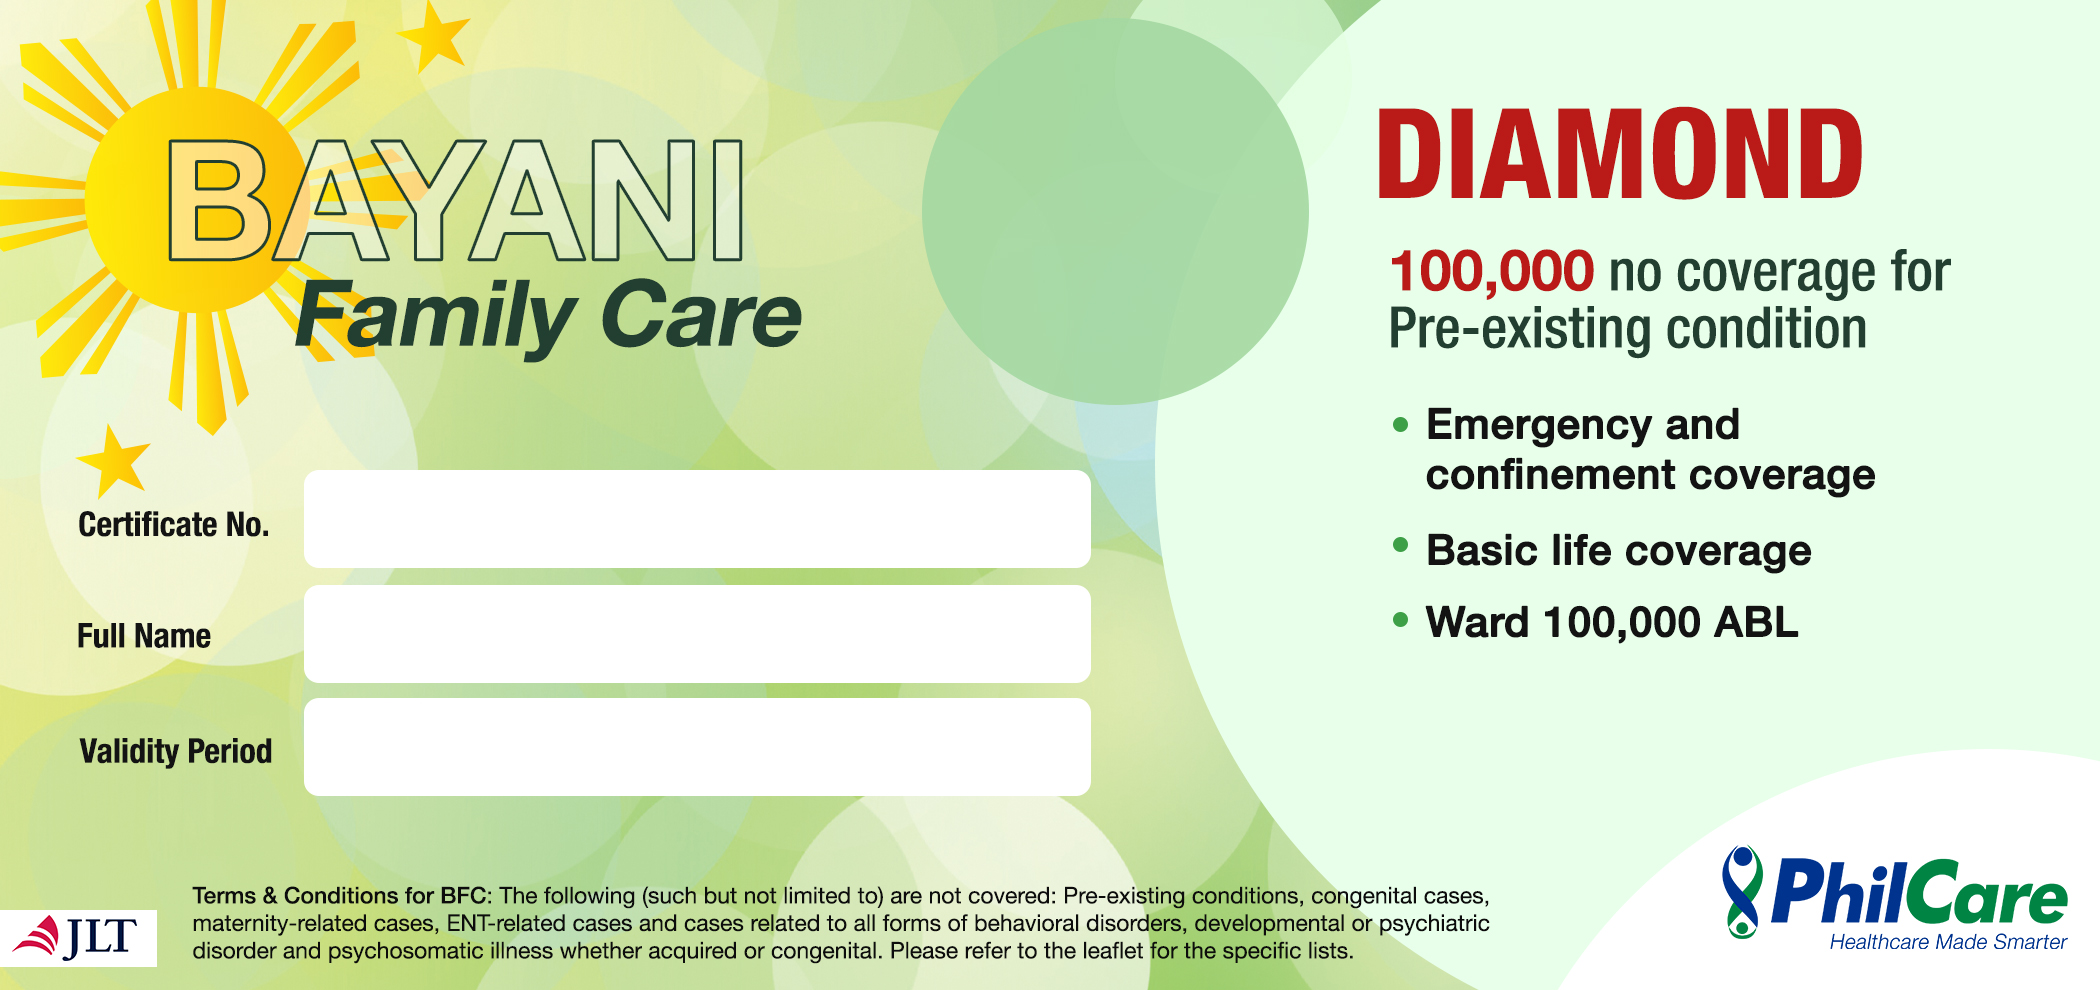 BAYANI
Family Care
Certificate No.
Full Name
Validity Period
DIAMOND
100,000 no coverage for
Pre-existing condition
• Emergency and
confinement coverage
• Basic life coverage
• Ward 100,000 ABL
JLT
Terms & Conditions for BFC: The following (such but not limited to) are not covered: Pre-existing conditions, congenital cases,
maternity-related cases, ENT-related cases and cases related to all forms of behavioral disorders, developmental or psychiatric
disorder and psychosomatic illness whether acquired or congenital. Please refer to the leaflet for the specific lists.
PhilCare
Healthcare Made Smarter